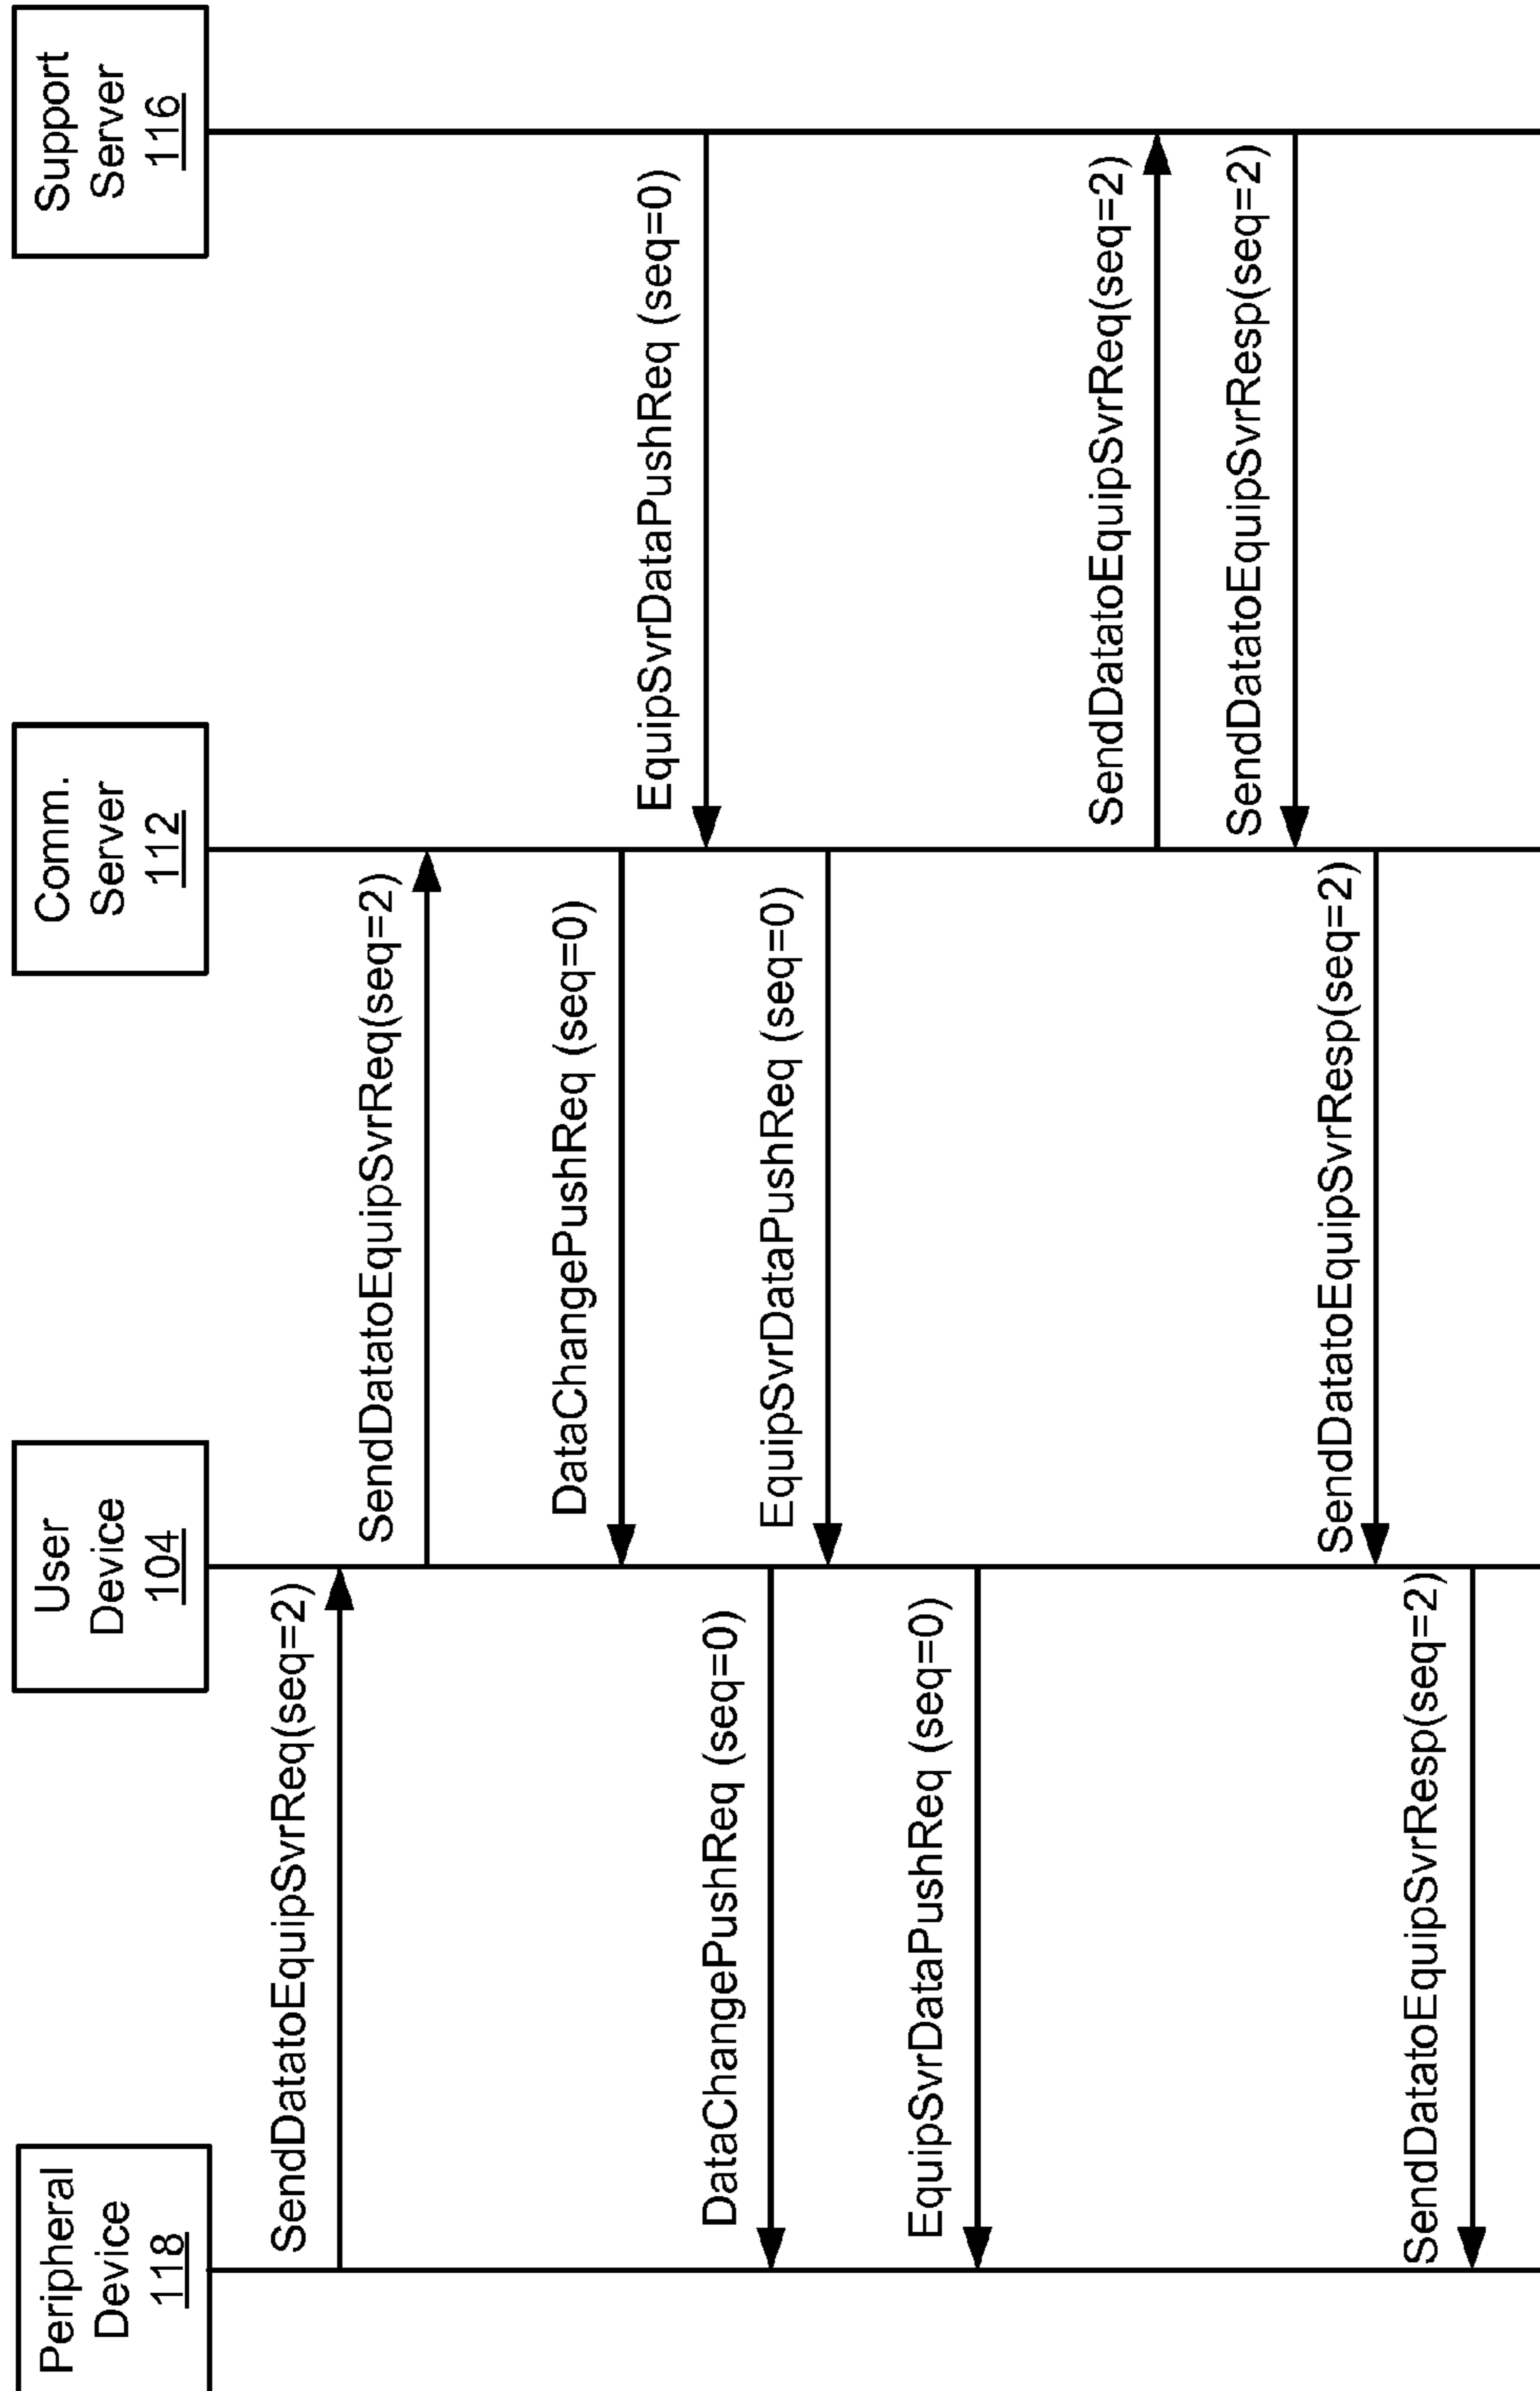 Peripheral
Device
118
User
Device
104
Comm.
Server
112
Support
Server
116
SendDatatoEquipSvrReq(seq=2)
SendDatatoEquipSvrReq(seq=2)
DataChangePushReq (seq=0)
EquipSvrDataPushReq (seq=0)
DataChangePushReq (seq=0)
EquipSvrDataPushReq (seq=0)
EquipSvrDataPushReq (seq=0)
SendDatatoEquipSvrReq(seq=2)
SendDatatoEquipSvrResp(seq=2)
SendDatatoEquipSvrResp(seq=2)
SendDatatoEquipSvrResp(seq=2)